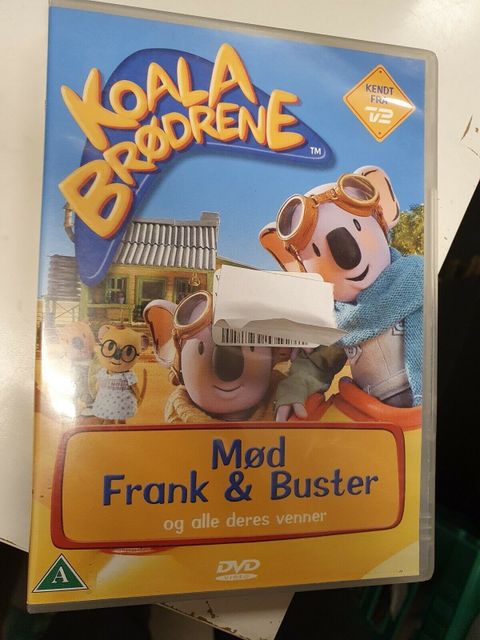 KOALA
BRØDRENE
TM
KENDT
FRA
TV2
Mød
Frank & Buster
og alle deres venner
DVD
VIDEO
A